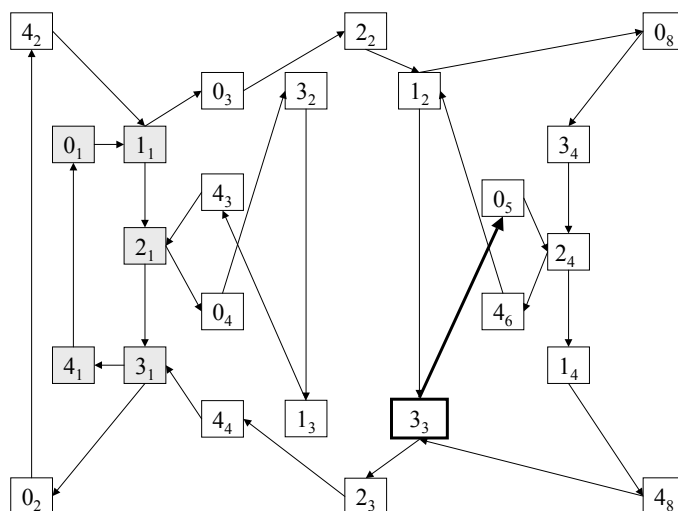 4₂ 2₂ 0₈
0₃ 3₂ 1₂
0₁ 1₁ 3₄
4₃ 0₅
2₁ 2₄
0₄ 4₆
4₁ 3₁ 1₄
4₄ 1₃ 3₃
0₂ 2₃ 4₈